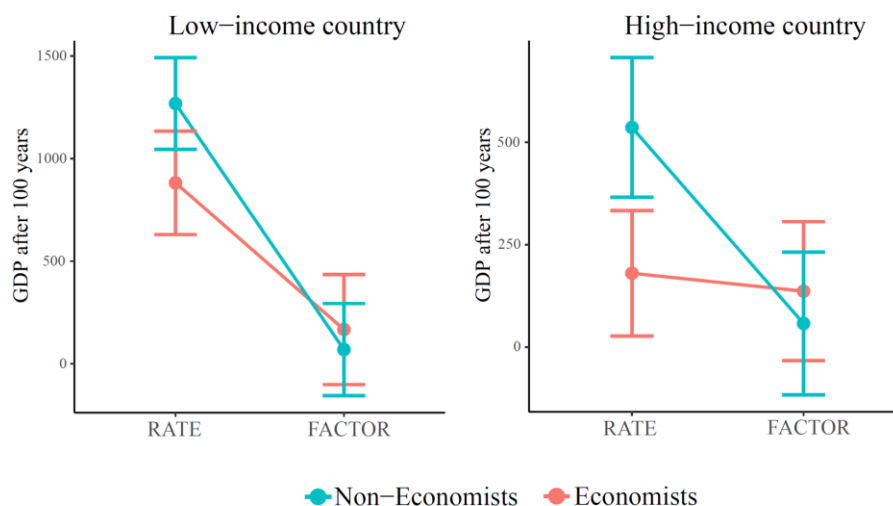 Low−income country
High−income country
GDP after 100 years
1500
1000
500
0
GDP after 100 years
500
250
0
RATE
FACTOR
RATE
FACTOR
Non−Economists
Economists